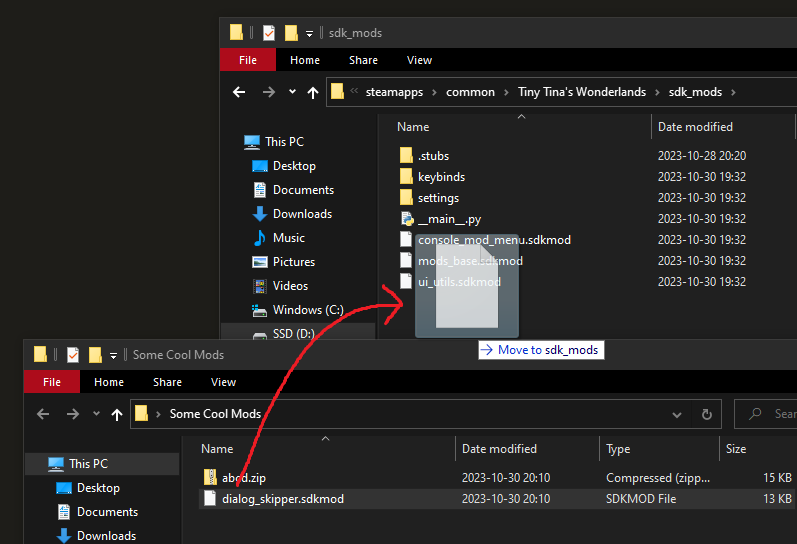 sdk_mods
File Home Share View
steamapps common Tiny Tina's Wonderlands sdk_mods
Name Date modified
This PC
Desktop
Documents
Downloads
Music
Pictures
Videos
Windows (C:)
SSD (D:)
.stubs 2023-10-28 20:20
keybinds 2023-10-30 19:32
settings 2023-10-30 19:32
__main__.py 2023-10-30 19:32
console_mod_menu.sdkmod 2023-10-30 19:32
mods_base.sdkmod 2023-10-30 19:32
ui_utils.sdkmod 2023-10-30 19:32
Move to sdk_mods
Some Cool Mods
File Home Share View
Some Cool Mods Sear
Name Date modified Type Size
This PC
Desktop
Documents
Downloads
abcd.zip 2023-10-30 20:10 Compressed (zipp... 15 KB
dialog_skipper.sdkmod 2023-10-30 20:10 SDKMOD File 13 KB